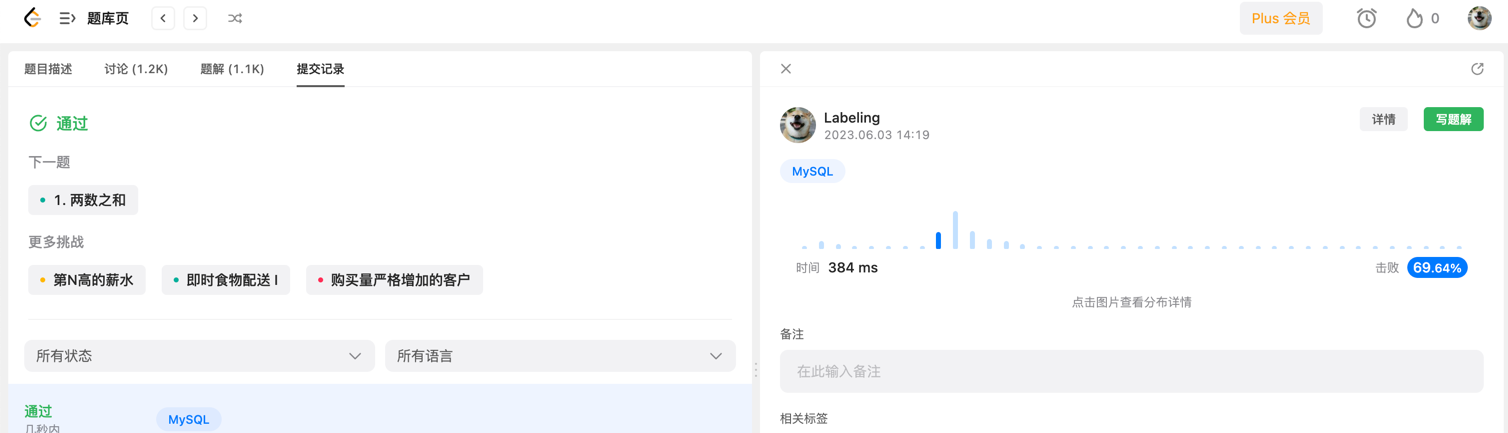 题库页
Plus 会员
0
题目描述
讨论 (1.2K)
题解 (1.1K)
提交记录
通过
下一题
1. 两数之和
更多挑战
第N高的薪水
即时食物配送 I
购买量严格增加的客户
所有状态
所有语言
通过
MySQL
几秒内
Labeling
2023.06.03 14:19
详情
写题解
MySQL
时间 384 ms
击败 69.64%
点击图片查看分布详情
备注
在此输入备注
相关标签